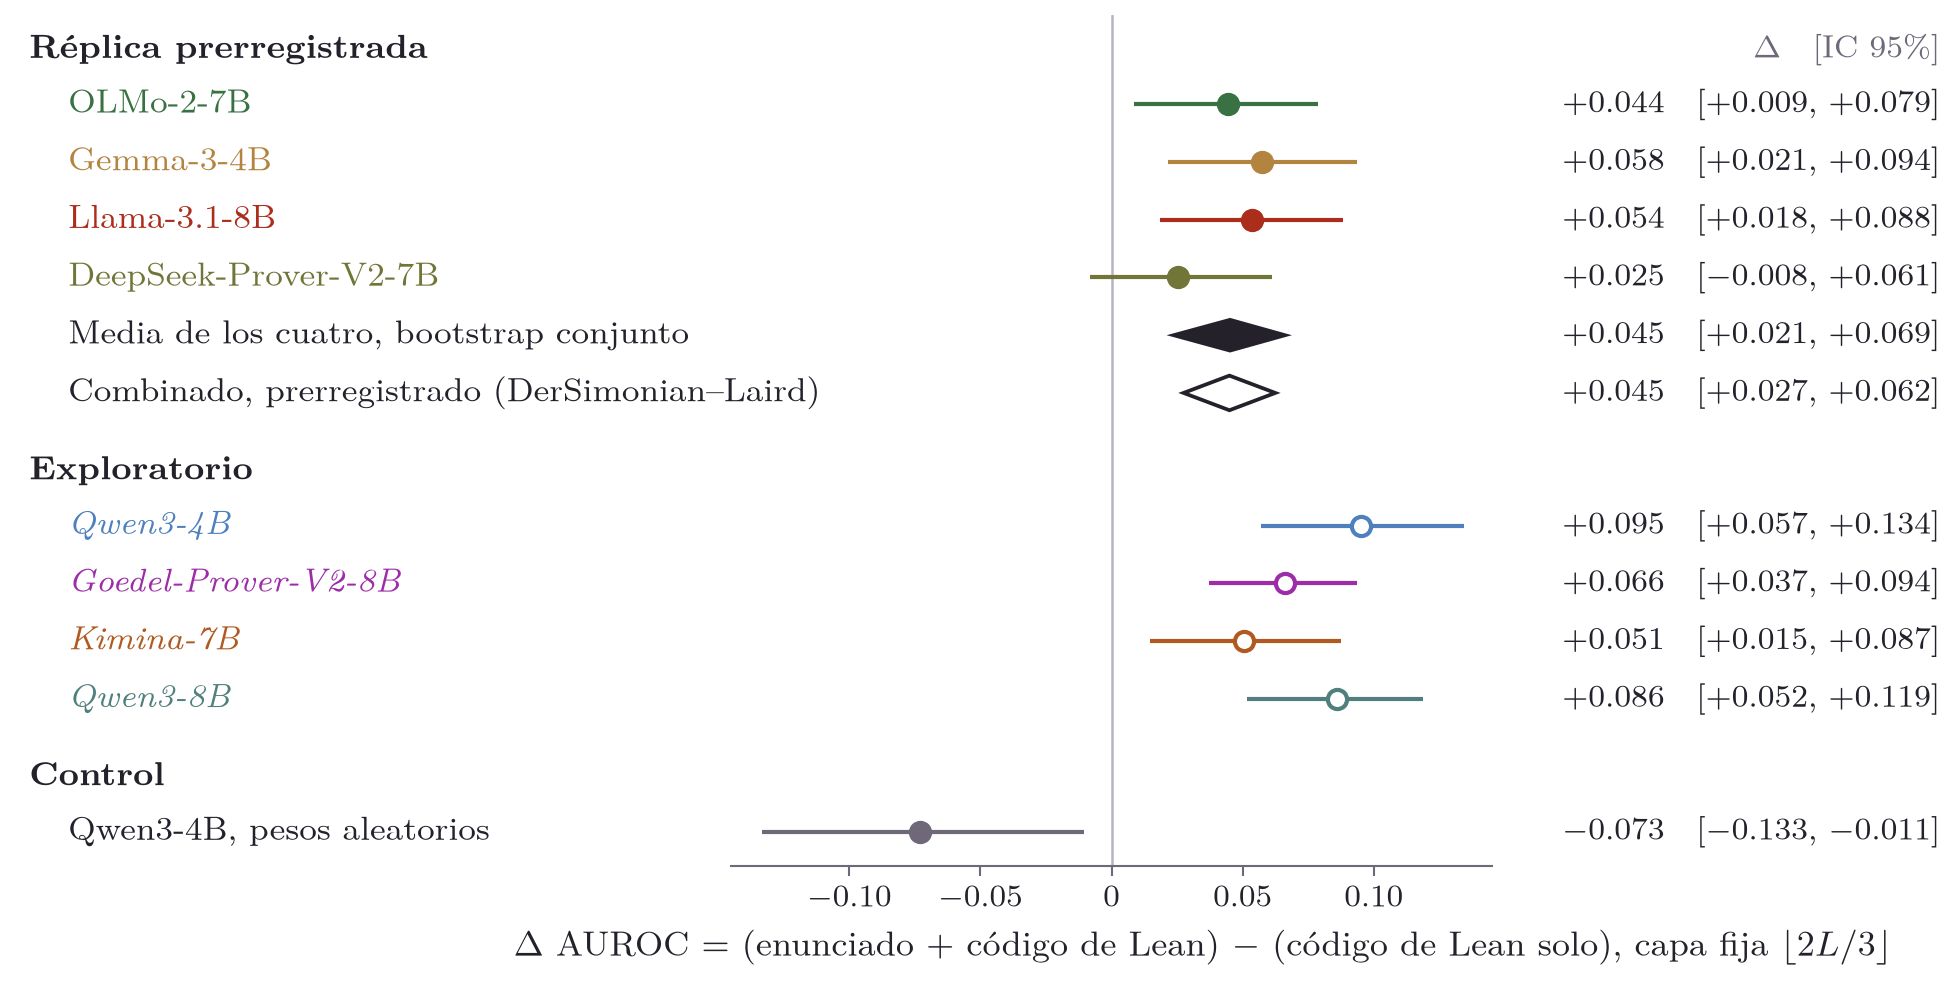 Réplica prerregistrada Δ [IC 95%]
OLMo-2-7B +0.044 [+0.009, +0.079]
Gemma-3-4B +0.058 [+0.021, +0.094]
Llama-3.1-8B +0.054 [+0.018, +0.088]
DeepSeek-Prover-V2-7B +0.025 [−0.008, +0.061]
Media de los cuatro, bootstrap conjunto +0.045 [+0.021, +0.069]
Combinado, prerregistrado (DerSimonian–Laird) +0.045 [+0.027, +0.062]
Exploratorio
Qwen3-4B +0.095 [+0.057, +0.134]
Goedel-Prover-V2-8B +0.066 [+0.037, +0.094]
Kimina-7B +0.051 [+0.015, +0.087]
Qwen3-8B +0.086 [+0.052, +0.119]
Control
Qwen3-4B, pesos aleatorios −0.073 [−0.133, −0.011]
−0.10 −0.05 0 0.05 0.10
Δ AUROC = (enunciado + código de Lean) − (código de Lean solo), capa fija ⌊2L/3⌋